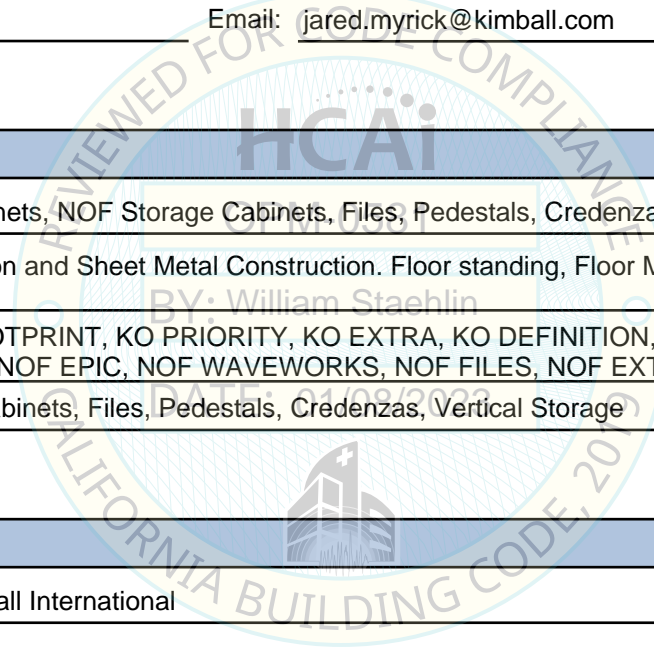 Email: jared.myrick@kimball.com
REVIEWED FOR CODE COMPLIANCE
HCAi
nets, NOF Storage Cabinets, Files, Pedestals, Credenza
OPM-0581
on and Sheet Metal Construction. Floor standing, Floor M
BY: William Staehlin
OTPRINT, KO PRIORITY, KO EXTRA, KO DEFINITION,
NOF EPIC, NOF WAVEWORKS, NOF FILES, NOF EXT
DATE: 01/08/2023
binets, Files, Pedestals, Credenzas, Vertical Storage
all International
CALIFORNIA BUILDING CODE, 2019